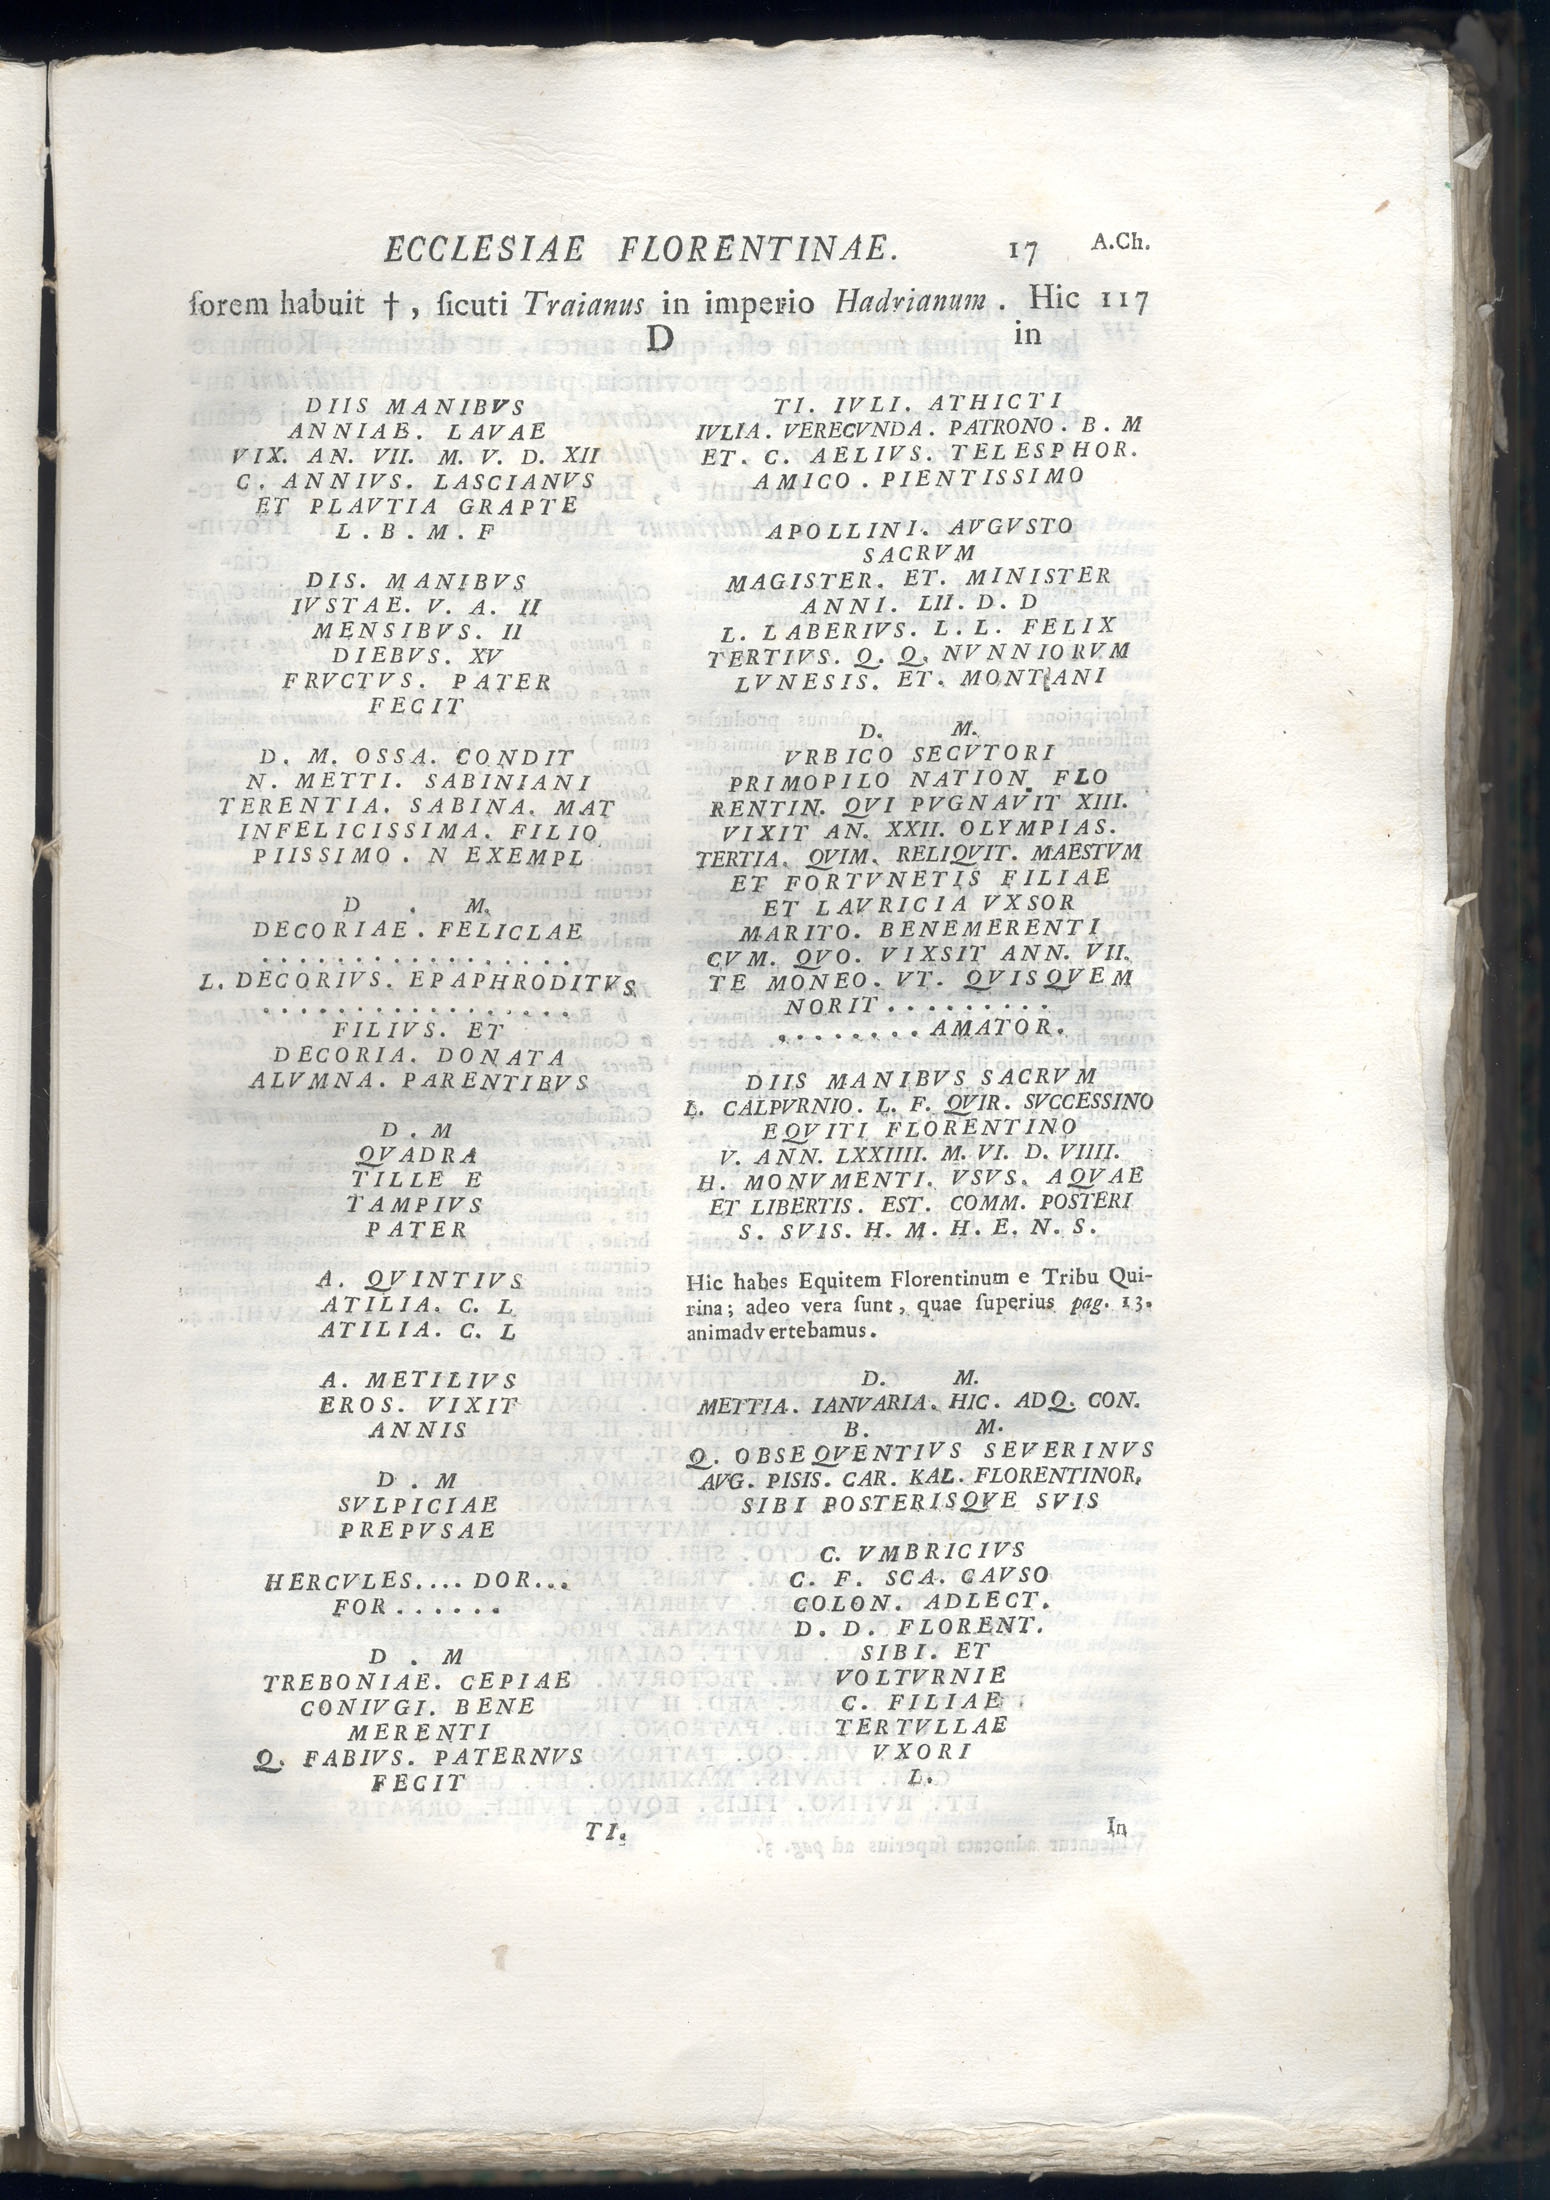 ECCLESIAE FLORENTINAE. 17 A.Ch.
ſorem habuit †, ſicuti Traianus in imperio Hadrianum. Hic 117
D in
DIIS MANIBVS
ANNIAE. LAVAE
VIX. AN. VII. M. V. D. XII
C. ANNIVS. LASCIANVS
ET PLAVTIA GRAPTE
L. B. M. F
DIS. MANIBVS
IVSTAE. V. A. II
MENSIBVS. II
DIEBVS. XV
FRVCTVS. PATER
FECIT
D. M. OSSA. CONDIT
N. METTI. SABINIANI
TERENTIA. SABINA. MAT
INFELICISSIMA. FILIO
PIISSIMO. N EXEMPL
D . M.
DECORIAE. FELICLAE
. . . . . . . . . . . . . . . . .
L. DECORIVS. EPAPHRODITVS
. . . . . . . . . . . . . . . . .
FILIVS. ET
DECORIA. DONATA
ALVMNA. PARENTIBVS
D. M
QVADRA
TILLE E
TAMPIVS
PATER
A. QVINTIVS
ATILIA. C. L
ATILIA. C. L
A. METILIVS
EROS. VIXIT
ANNIS
D. M
SVLPICIAE
PREPVSAE
HERCVLES.... DOR...
FOR......
D . M
TREBONIAE. CEPIAE
CONIVGI. BENE
MERENTI
Q. FABIVS. PATERNVS
FECIT
TI.
TI. IVLI. ATHICTI
IVLIA. VERECVNDA. PATRONO. B. M
ET. C. AELIVS. TELESPHOR.
AMICO. PIENTISSIMO
APOLLINI. AVGVSTO
SACRVM
MAGISTER. ET. MINISTER
ANNI. LII. D. D
L. LABERIVS. L. L. FELIX
TERTIVS. Q. Q. NVNNIORVM
LVNESIS. ET. MONTANI
D. M.
VRBICO SECVTORI
PRIMOPILO NATION. FLO
RENTIN. QVI PVGNAVIT XIII.
VIXIT AN. XXII. OLYMPIAS.
TERTIA. QVIM. RELIQVIT. MAESTVM
ET FORTVNETIS FILIAE
ET LAVRICIA VXSOR
MARITO. BENEMERENTI
CVM. QVO. VIXSIT ANN. VII.
TE MONEO. VT. QVISQVEM
NORIT.........
........AMATOR.
DIIS MANIBVS SACRVM
L. CALPVRNIO. L. F. QVIR. SVCCESSINO
EQVITI FLORENTINO
V. ANN. LXXIIII. M. VI. D. VIIII.
H. MONVMENTI. VSVS. AQVAE
ET LIBERTIS. EST. COMM. POSTERI
S. SVIS. H. M. H. E. N. S.
Hic habes Equitem Florentinum e Tribu Qui-
rina; adeo vera ſunt, quae ſuperius pag. 13.
animadvertebamus.
D. M.
METTIA. IANVARIA. HIC. ADQ. CON.
B. M.
Q. OBSEQVENTIVS SEVERINVS
AVG. PISIS. CAR. KAL. FLORENTINOR.
SIBI POSTERISQVE SVIS
C. VMBRICIVS
C. F. SCA. CAVSO
COLON. ADLECT.
D. D. FLORENT.
SIBI. ET
VOLTVRNIE
C. FILIAE
TERTVLLAE
VXORI
L.
In